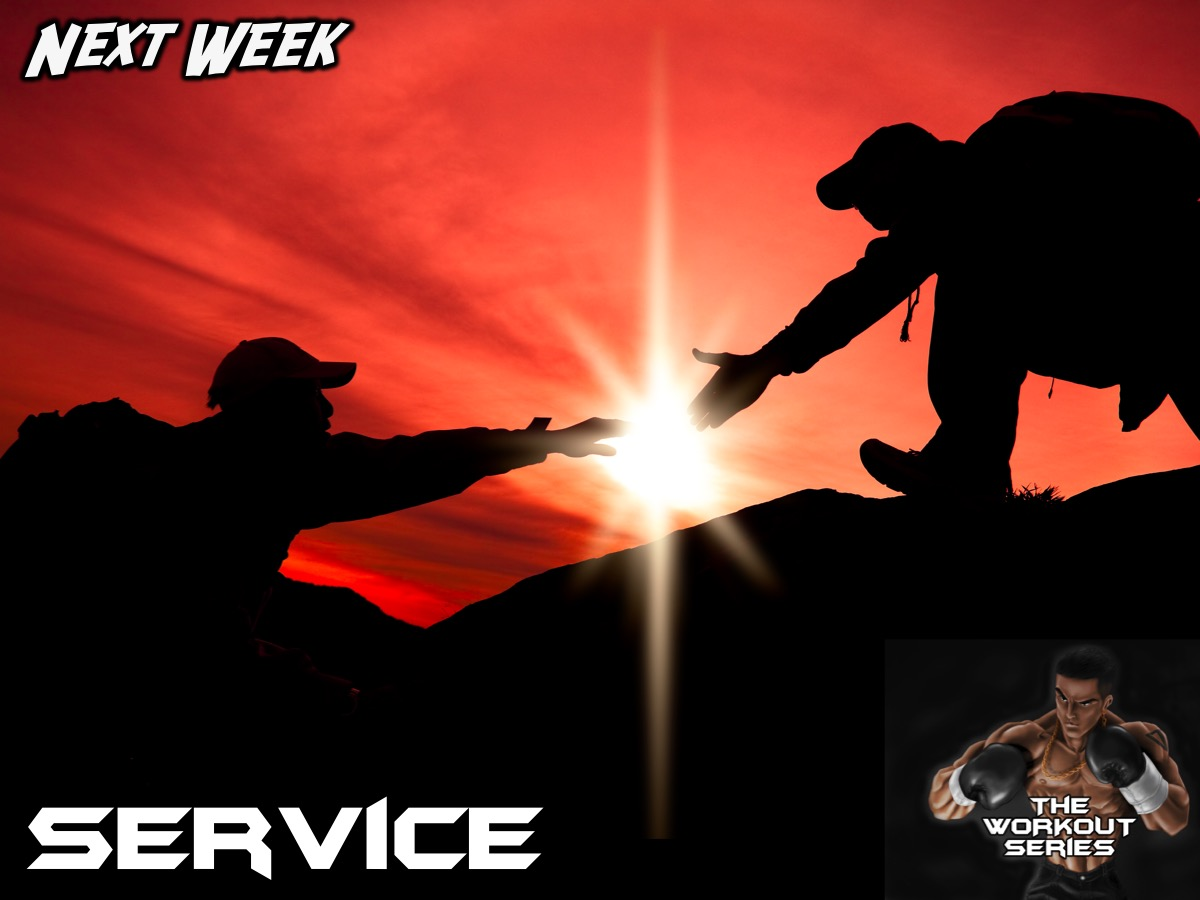 Next Week
SERVICE
THE
WORKOUT
SERIES